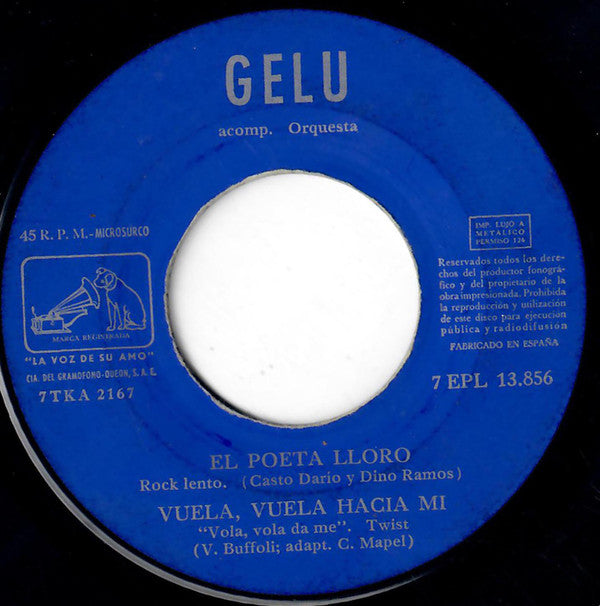 GELU
acomp. Orquesta
45 R. P. M.-MICROSURCO
MARCA REGISTRADA
"LA VOZ DE SU AMO"
CIA. DEL GRAMOFONO-ODEON, S. A. E.
7TKA 2167
IMP. LUJO A
METALICO
PERMISO 124
Reservados todos los dere-
chos del productor fonográ-
fico y del propietario de la
obra impresionada. Prohibida
la reproducción y utilización
de este disco para ejecución
pública y radiodifusión
FABRICADO EN ESPAÑA
7 EPL 13.856
EL POETA LLORO
Rock lento. (Casto Darío y Dino Ramos)
VUELA, VUELA HACIA MI
"Vola, vola da me". Twist
(V. Buffoli; adapt. C. Mapel)